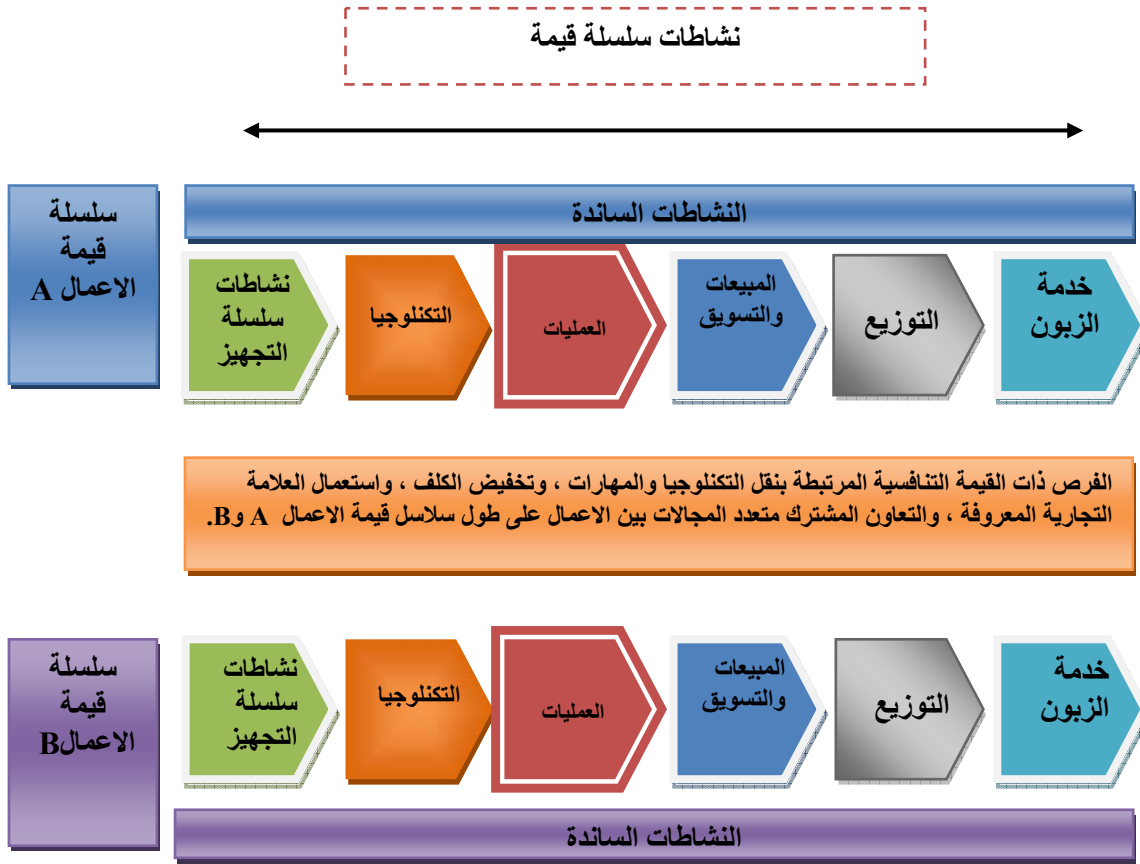 نشاطات سلسلة قيمة
سلسلة
قيمة
الاعمال A
النشاطات الساندة
نشاطات
سلسلة
التجهيز
التكنلوجيا
العمليات
المبيعات
والتسويق
التوزيع
خدمة
الزبون
الفرص ذات القيمة التنافسية المرتبطة بنقل التكنلوجيا والمهارات ، وتخفيض الكلف ، واستعمال العلامة
التجارية المعروفة ، والتعاون المشترك متعدد المجالات بين الاعمال على طول سلاسل قيمة الاعمال A وB.
سلسلة
قيمة
الاعمالB
نشاطات
سلسلة
التجهيز
التكنلوجيا
العمليات
المبيعات
والتسويق
التوزيع
خدمة
الزبون
النشاطات الساندة